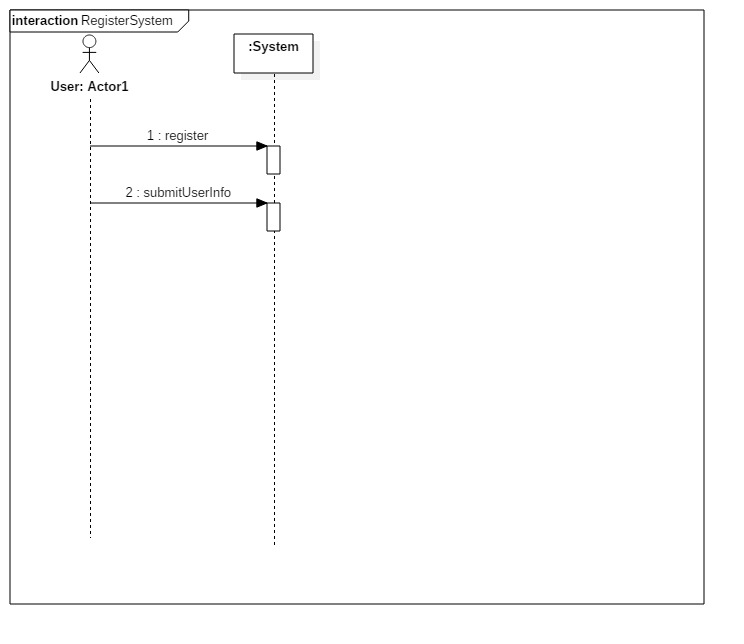 interaction RegisterSystem
:System
User: Actor1
1 : register
2 : submitUserInfo